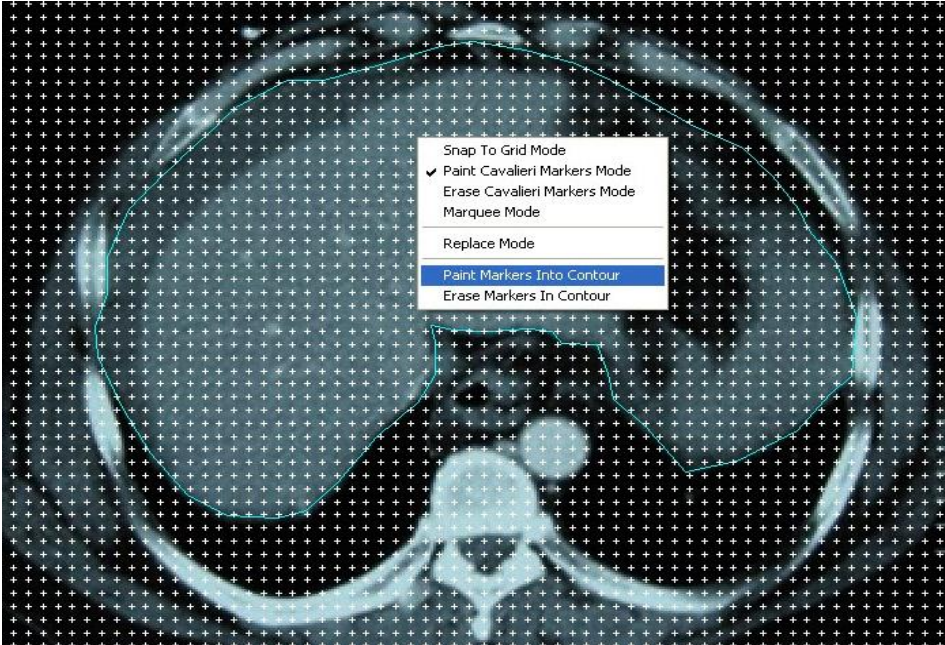 Snap To Grid Mode
Paint Cavalieri Markers Mode
Erase Cavalieri Markers Mode
Marquee Mode
Replace Mode
Paint Markers Into Contour
Erase Markers In Contour